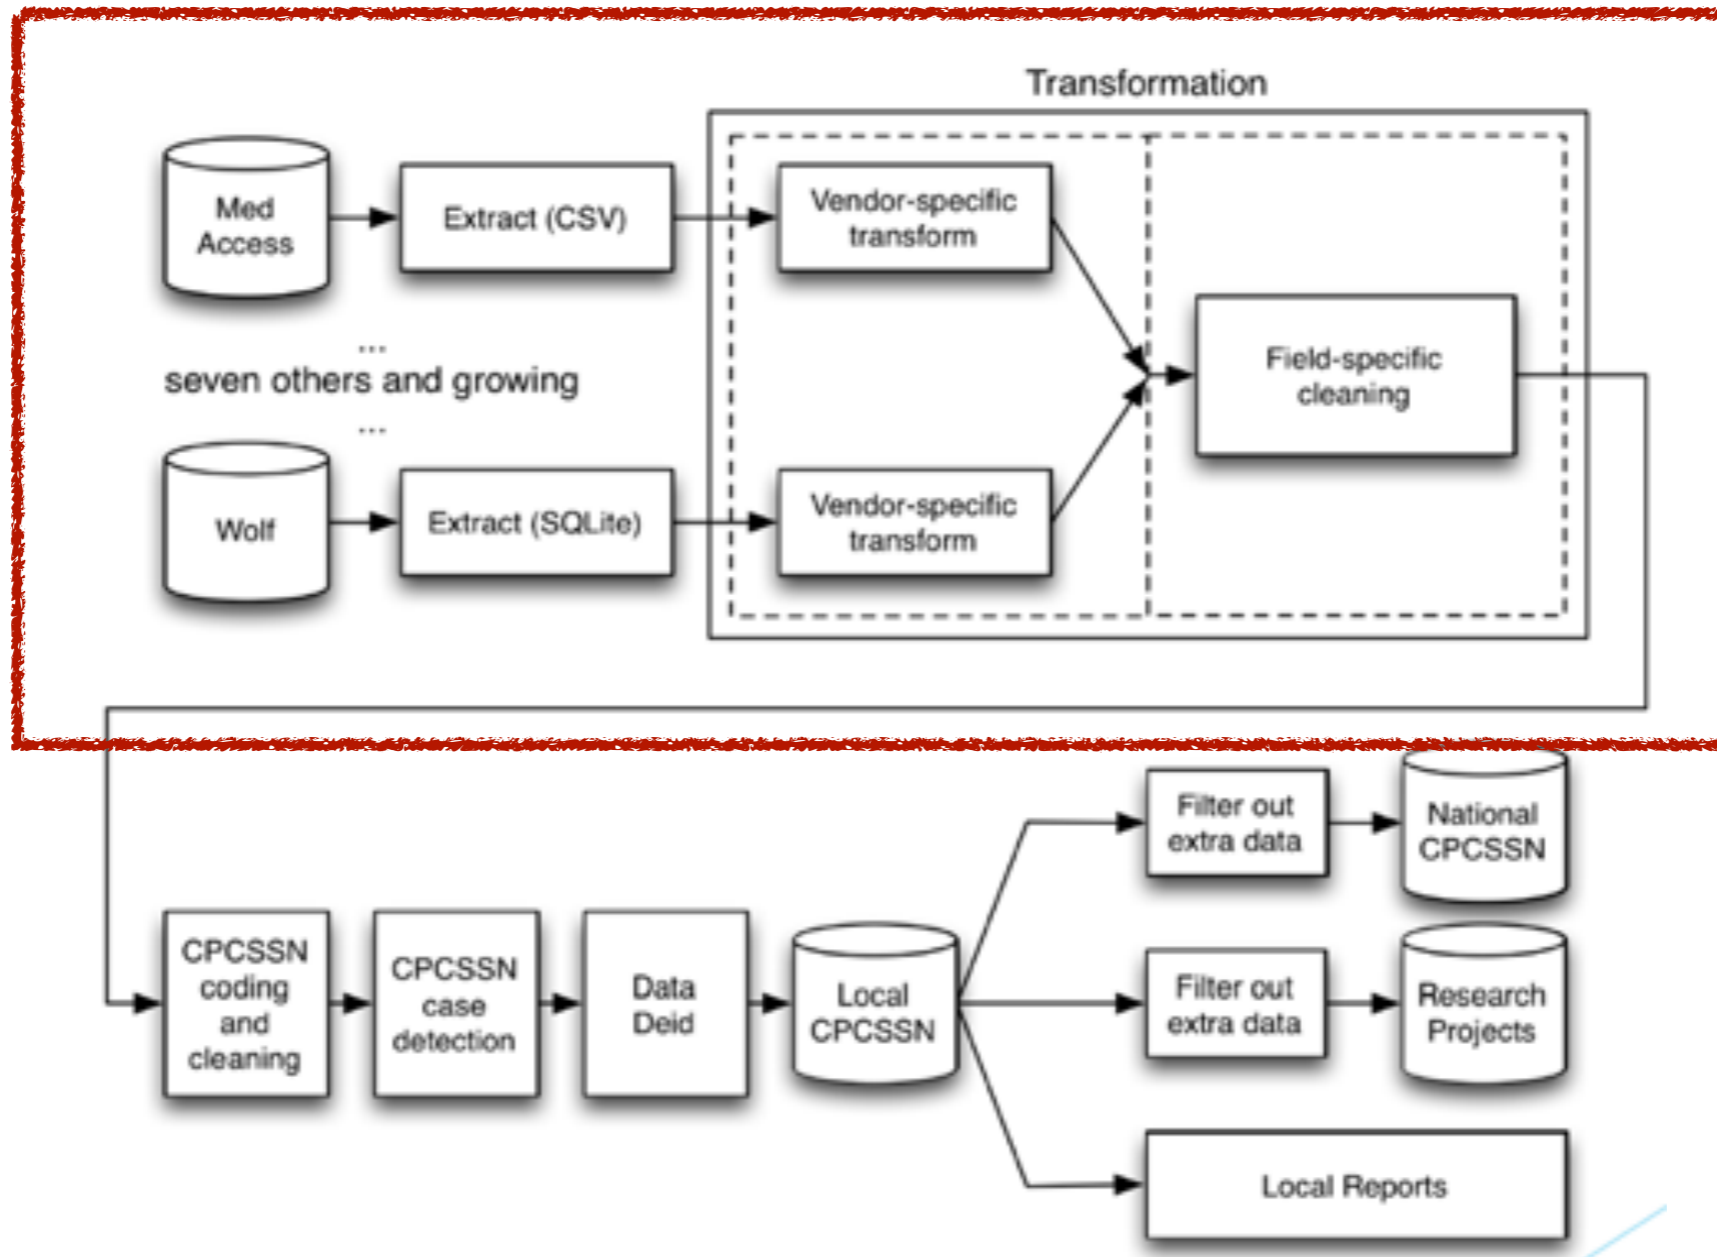 Transformation
Med
Access
Extract (CSV)
Vendor-specific
transform
...
seven others and growing
...
Field-specific
cleaning
Wolf
Extract (SQLite)
Vendor-specific
transform
CPCSSN
coding
and
cleaning
CPCSSN
case
detection
Data
Deid
Local
CPCSSN
Filter out
extra data
National
CPCSSN
Filter out
extra data
Research
Projects
Local Reports